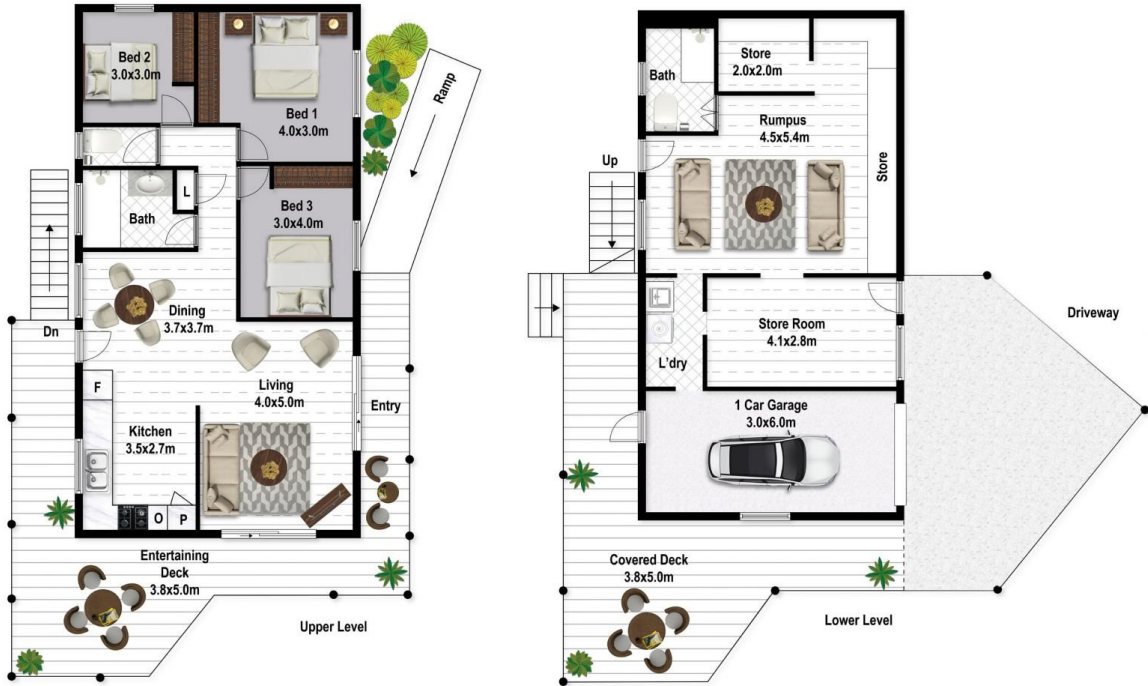 Bed 2
3.0x3.0m
Bed 1
4.0x3.0m
Ramp
L
Bath
Bed 3
3.0x4.0m
Dining
3.7x3.7m
Dn
F
Living
4.0x5.0m
Entry
Kitchen
3.5x2.7m
O
P
Entertaining
Deck
3.8x5.0m
Upper Level
Bath
Store
2.0x2.0m
Rumpus
4.5x5.4m
Store
Up
Store Room
4.1x2.8m
L'dry
Driveway
1 Car Garage
3.0x6.0m
Covered Deck
3.8x5.0m
Lower Level